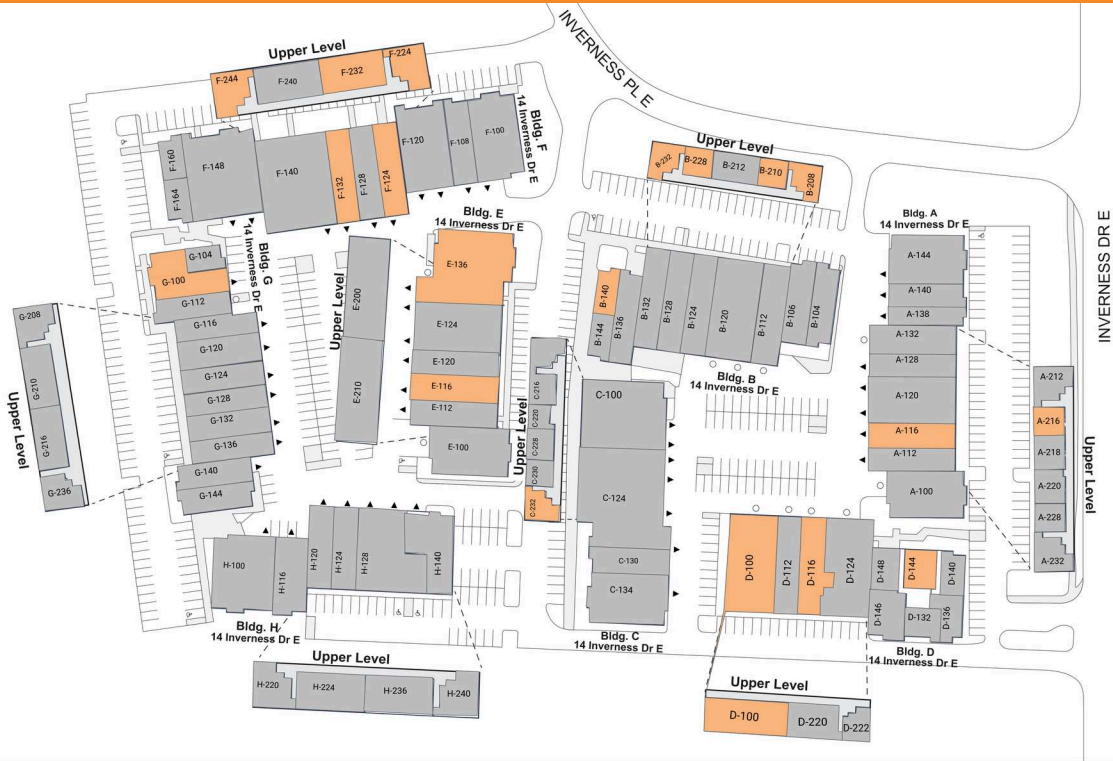 INVERNESS PL E
INVERNESS DR E
Upper Level
F-244
F-240
F-232
F-224
F-160
F-164
F-148
F-140
F-132
F-128
F-124
F-120
F-108
F-100
Bldg. F
14 Inverness Dr E
Upper Level
B-232
B-228
B-212
B-210
B-208
Bldg. A
14 Inverness Dr E
A-144
A-140
A-138
A-132
A-128
A-120
A-116
A-112
A-100
Upper Level
A-212
A-216
A-218
A-220
A-228
A-232
Bldg. E
14 Inverness Dr E
E-136
E-124
E-120
E-116
E-112
E-100
Upper Level
E-200
E-210
Bldg. G
14 Inverness Dr E
G-104
G-100
G-112
G-116
G-120
G-124
G-128
G-132
G-136
G-140
G-144
Upper Level
G-208
G-210
G-216
G-236
B-140
B-144
B-136
B-132
B-128
B-124
B-120
B-112
B-106
B-104
Bldg. B
14 Inverness Dr E
Upper Level
C-216
C-220
C-228
C-230
C-232
C-100
C-124
C-130
C-134
Bldg. C
14 Inverness Dr E
H-100
H-116
H-120
H-124
H-128
H-140
Bldg. H
14 Inverness Dr E
Upper Level
H-220
H-224
H-236
H-240
D-100
D-112
D-116
D-124
D-148
D-144
D-140
D-146
D-132
D-136
Bldg. D
14 Inverness Dr E
Upper Level
D-100
D-220
D-222